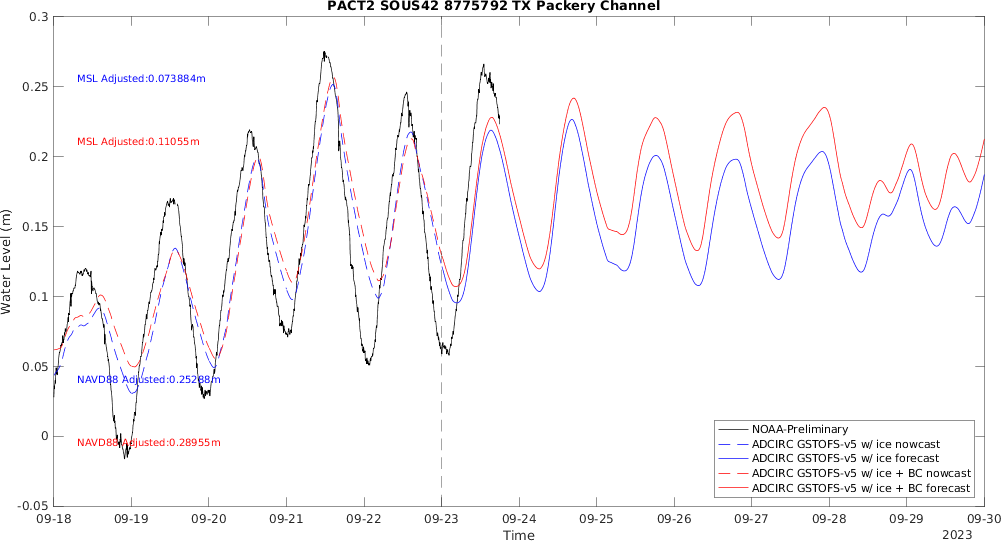 PACT2 SOUS42 8775792 TX Packery Channel
0.3
0.25
0.2
0.15
0.1
0.05
0
-0.05
Water Level (m)
MSL Adjusted:0.073884m
MSL Adjusted:0.11055m
NAVD88 Adjusted:0.25288m
NAVD88 Adjusted:0.28955m
NOAA-Preliminary
ADCIRC GSTOFS-v5 w/ ice nowcast
ADCIRC GSTOFS-v5 w/ ice forecast
ADCIRC GSTOFS-v5 w/ ice + BC nowcast
ADCIRC GSTOFS-v5 w/ ice + BC forecast
09-18 09-19 09-20 09-21 09-22 09-23 09-24 09-25 09-26 09-27 09-28 09-29 09-30
Time
2023